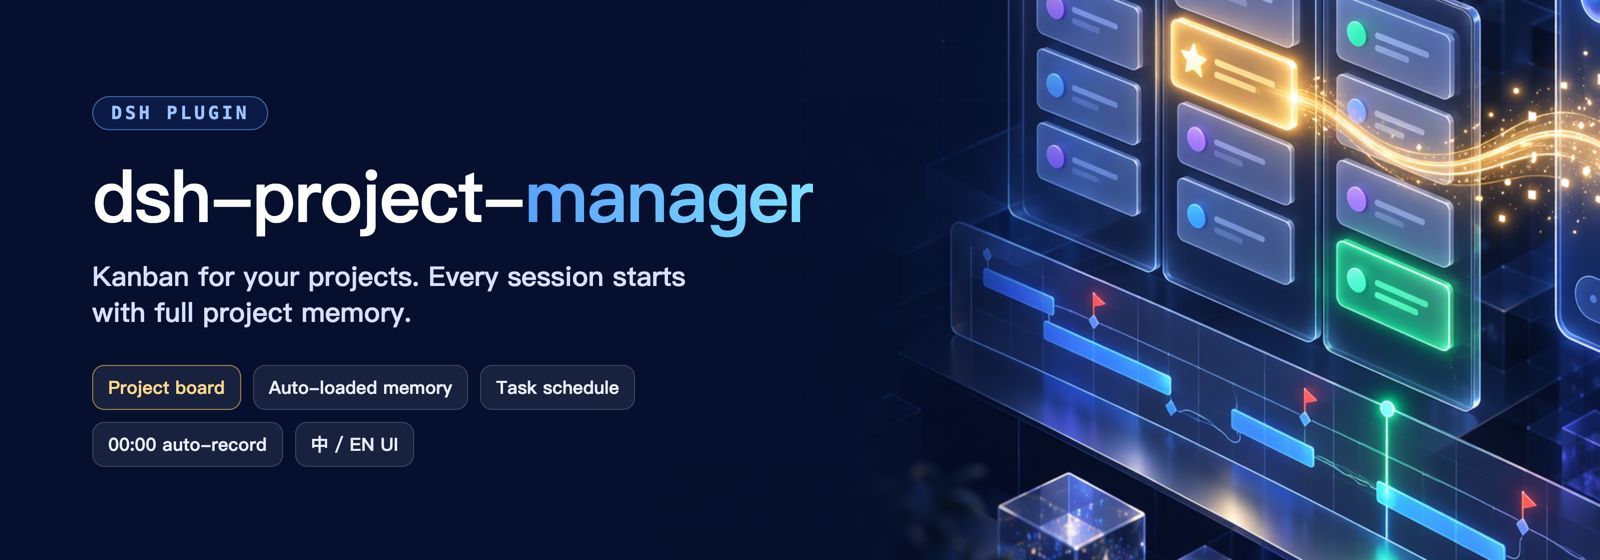 DSH PLUGIN
dsh-project-manager
Kanban for your projects. Every session starts
with full project memory.
Project board
Auto-loaded memory
Task schedule
00:00 auto-record
中 / EN UI